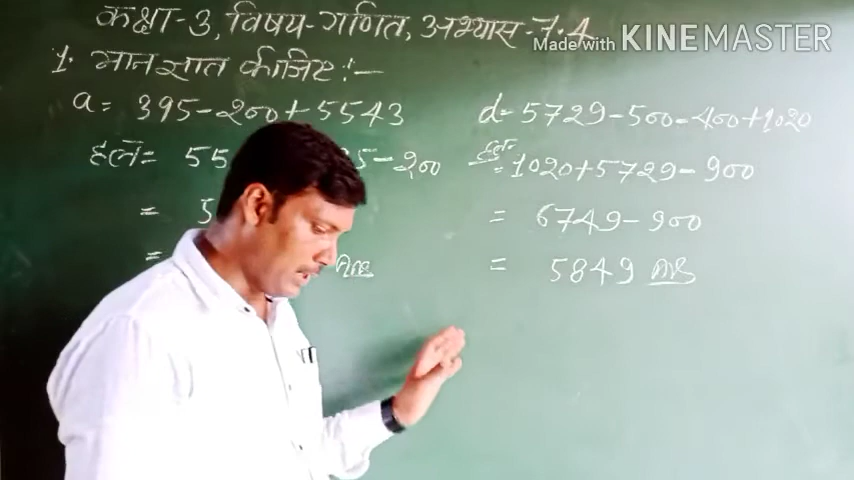 कक्षा-3, विषय-गणित, अभ्यास-7.4
Made with KINEMASTER
1. मान ज्ञात कीजिए:-
a = 395-200+5543
हल = 55 5-200
= 5
= Ans
d = 5729-500-400+1020
हल = 1020+5729-900
= 6749-900
= 5849 Ans